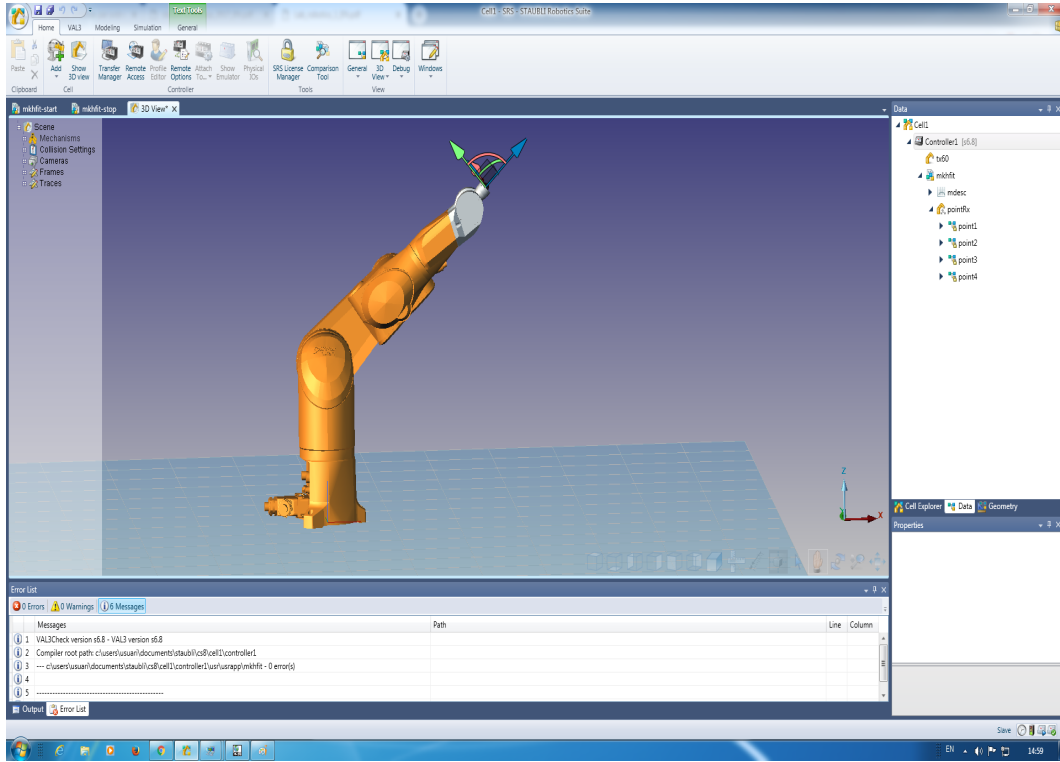 Text Tools
Cell1 - SRS - STAUBLI Robotics Suite
Home VAL3 Modeling Simulation General
Paste Add Show 3D view Transfer Manager Remote Access Profile Editor Remote Options Attach To... Show Emulator Physical IOs SRS License Manager Comparison Tool General 3D View Debug Windows
Clipboard Cell Controller Tools View
mkhfit-start mkhfit-stop 3D View* X
Scene
Mechanisms
Collision Settings
Cameras
Frames
Traces
Z
X
Data
Cell1
Controller1 [s6.8]
tx60
mkhfit
mdesc
pointRx
point1
point2
point3
point4
Cell Explorer Data Geometry
Properties
Error List
0 Errors 0 Warnings 6 Messages
Messages Path Line Column
1 VAL3Check version s6.8 - VAL3 version s6.8
2 Compiler root path: c:\users\usuari\documents\staubli\cs8\cell1\controller1
3 --- c:\users\usuari\documents\staubli\cs8\cell1\controller1\usr\usrapp\mkhfit - 0 error(s)
4
5 ------------------------------------------------
Output Error List
Slave
EN 14:59